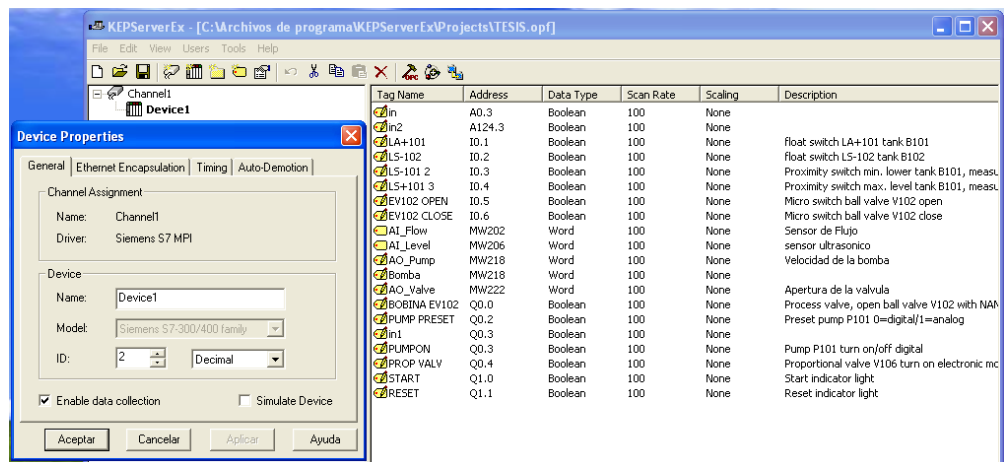 KEPServerEx - [C:\Archivos de programa\KEPServerEx\Projects\TESIS.opf]
File Edit View Users Tools Help
Channel1
Device1
Tag Name Address Data Type Scan Rate Scaling Description
in A0.3 Boolean 100 None
in2 A124.3 Boolean 100 None
LA+101 I0.1 Boolean 100 None float switch LA+101 tank B101
LS-102 I0.2 Boolean 100 None float switch LS-102 tank B102
LS-101 2 I0.3 Boolean 100 None Proximity switch min. lower tank B101, measu
LS+101 3 I0.4 Boolean 100 None Proximity switch max. level tank B101, measu
EV102 OPEN I0.5 Boolean 100 None Micro switch ball valve V102 open
EV102 CLOSE I0.6 Boolean 100 None Micro switch ball valve V102 close
AI_Flow MW202 Word 100 None Sensor de Flujo
AI_Level MW206 Word 100 None sensor ultrasonico
AO_Pump MW218 Word 100 None Velocidad de la bomba
Bomba MW218 Word 100 None
AO_Valve MW222 Word 100 None Apertura de la valvula
BOBINA EV102 Q0.0 Boolean 100 None Process valve, open ball valve V102 with NAM
PUMP PRESET Q0.2 Boolean 100 None Preset pump P101 0=digital/1=analog
in1 Q0.3 Boolean 100 None
PUMPON Q0.3 Boolean 100 None Pump P101 turn on/off digital
PROP VALV Q0.4 Boolean 100 None Proportional valve V106 turn on electronic mc
START Q1.0 Boolean 100 None Start indicator light
RESET Q1.1 Boolean 100 None Reset indicator light
Device Properties
General Ethernet Encapsulation Timing Auto-Demotion
Channel Assignment
Name: Channel1
Driver: Siemens S7 MPI
Device
Name: Device1
Model: Siemens S7-300/400 family
ID: 2 Decimal
Enable data collection Simulate Device
Aceptar Cancelar Aplicar Ayuda